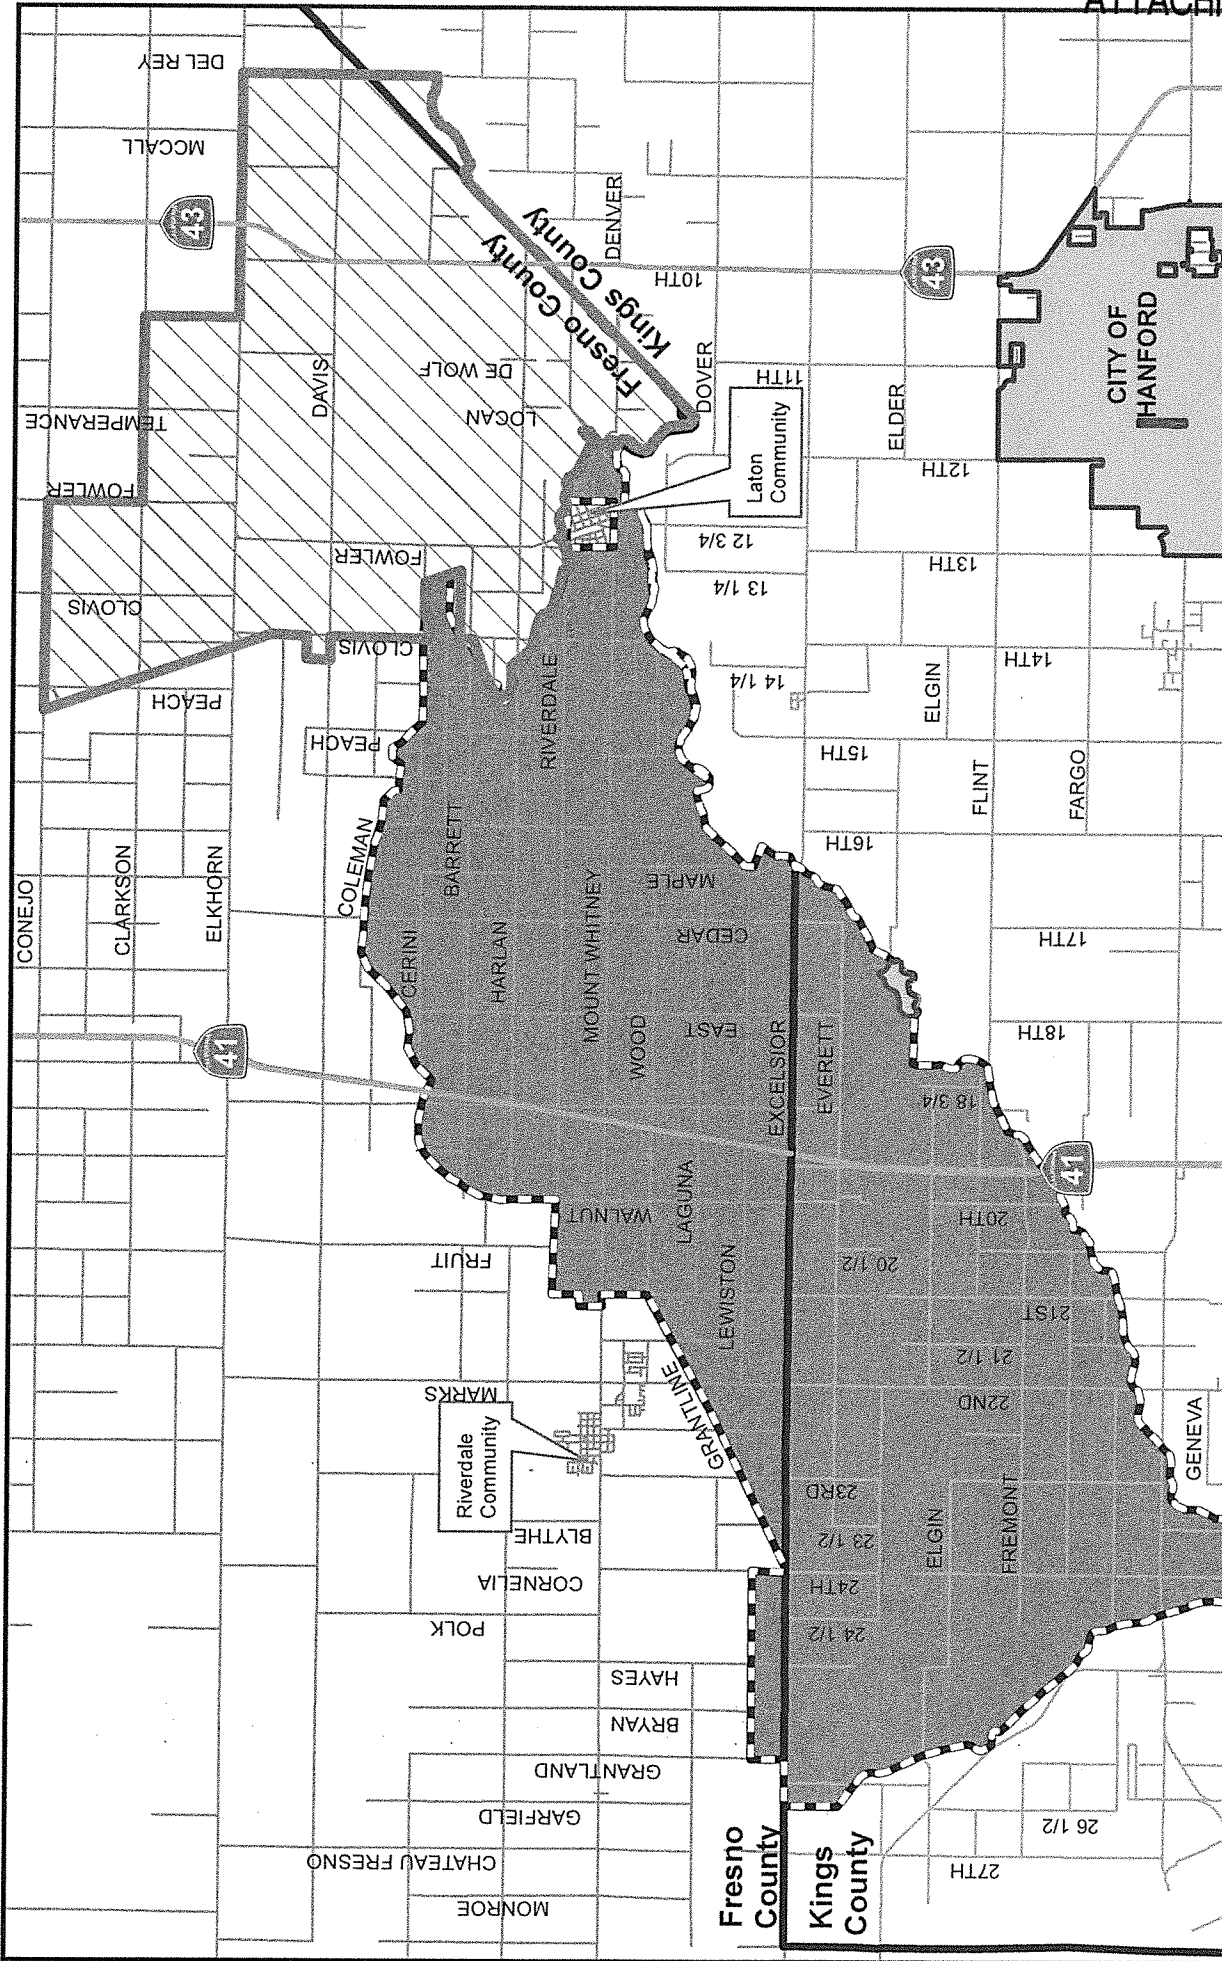 ATTACH
DEL REY
MCCALL
43
DENVER
10TH
Fresno County
Kings County
DE WOLF
LOCAN
DAVIS
TEMPERANCE
FOWLER
DOVER
11TH
Laton
Community
ELDER
12TH
43
CITY OF
HANFORD
FOWLER
CLOVIS
12 3/4
13TH
13 1/4
CLOVIS
PEACH
14TH
14 1/4
RIVERDALE
ELGIN
PEACH
15TH
FLINT
FARGO
16TH
CONEJO
CLARKSON
ELKHORN
COLEMAN
BARRETT
MAPLE
CERINI
HARLAN
MOUNT WHITNEY
CEDAR
17TH
41
WOOD
EAST
EXCELSIOR
EVERETT
18TH
18 3/4
41
WALNUT
LAGUNA
20TH
FRUIT
LEWISTON
20 1/2
21ST
21 1/2
MARKS
GRANTLINE
22ND
Riverdale
Community
GENEVA
23RD
BLYTHE
23 1/2
ELGIN
FREMONT
CORNELIA
24TH
POLK
24 1/2
HAYES
BRYAN
GRANTLAND
GARFIELD
26 1/2
CHATEAU FRESNO
27TH
MONROE
Fresno
County
Kings
County